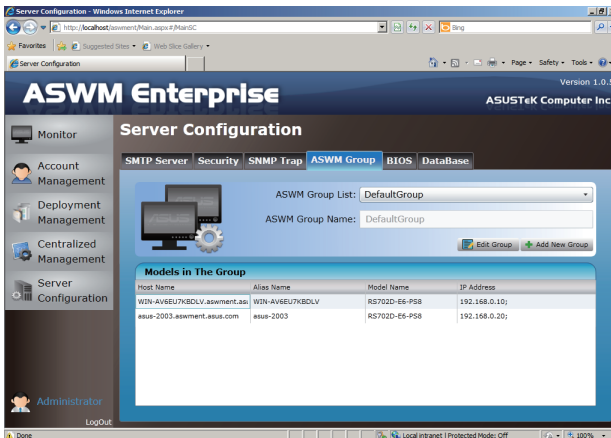 Server Configuration - Windows Internet Explorer
http://localhost/aswment/Main.aspx#/MainSC
Bing
Favorites Suggested Sites Web Slice Gallery
Server Configuration
Page Safety Tools
Version 1.0.5
ASWM Enterprise
ASUSTeK Computer Inc
Monitor
Account Management
Deployment Management
Centralized Management
Server Configuration
Administrator
LogOut
Server Configuration
SMTP Server Security SNMP Trap ASWM Group BIOS DataBase
ASWM Group List: DefaultGroup
ASWM Group Name: DefaultGroup
Edit Group Add New Group
Models in The Group
Host Name Alias Name Model Name IP Address
WIN-AV6EU7KBDLV.aswment.asu WIN-AV6EU7KBDLV RS702D-E6-PS8 192.168.0.10;
asus-2003.aswment.asus.com asus-2003 RS702D-E6-PS8 192.168.0.20;
Done
Local intranet | Protected Mode: Off
100%